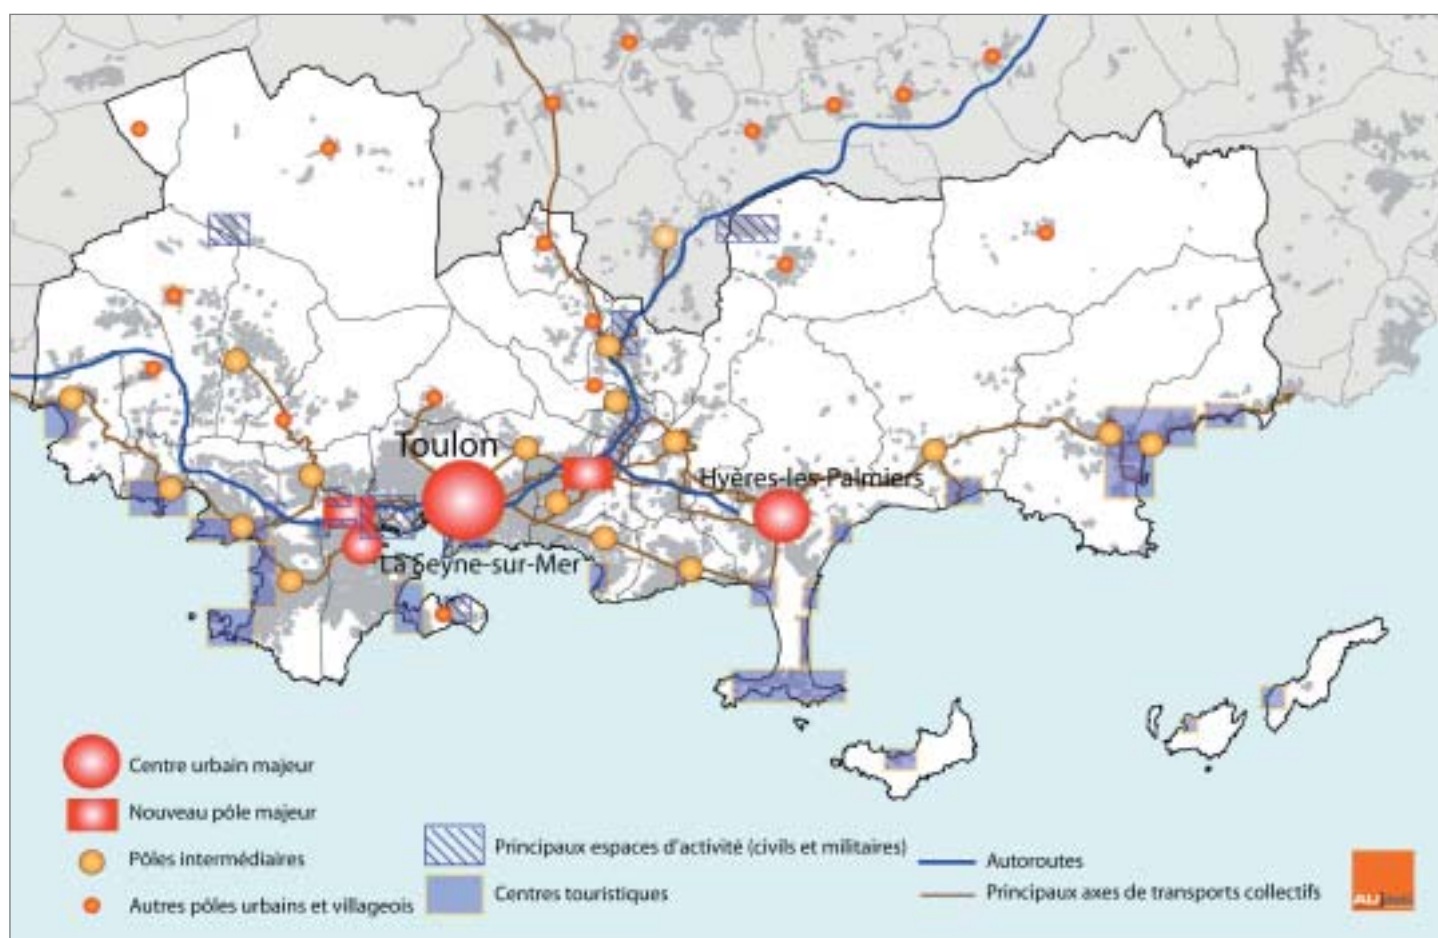 Toulon
Hyères-les-Palmiers
La Seyne-sur-Mer
Centre urbain majeur
Nouveau pôle majeur
Pôles intermédiaires
Autres pôles urbains et villageois
Principaux espaces d'activité (civils et militaires)
Centres touristiques
Autoroutes
Principaux axes de transports collectifs